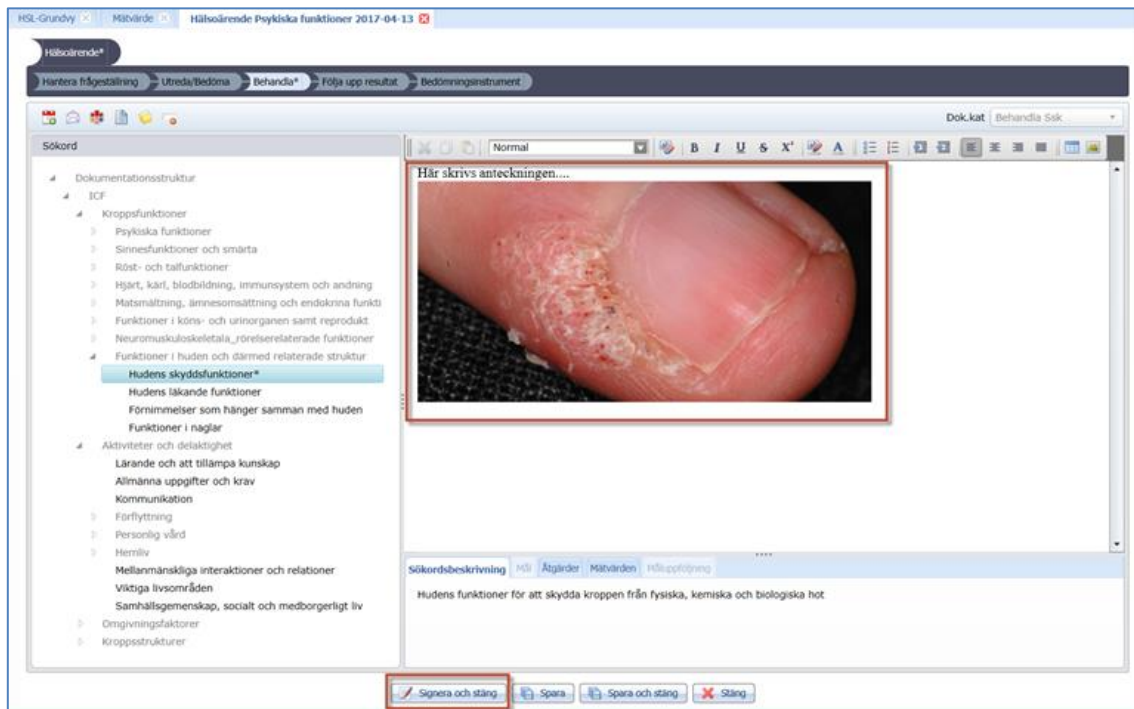 HSL-Grundvy
Mätvärde
Hälsoärende Psykiska funktioner 2017-04-13
Hälsoärende*
Hantera frågeställning
Utreda/Bedöma
Behandla*
Följa upp resultat
Bedömningsinstrument
Dok.kat
Behandla Ssk
Sökord
Normal
B I U S X²
A
Dokumentationsstruktur
ICF
Kroppsfunktioner
Psykiska funktioner
Sinnesfunktioner och smärta
Röst- och talfunktioner
Hjärt, kärl, blodbildning, immunsystem och andning
Matsmältning, ämnesomsättning och endokrina funkti
Funktioner i köns- och urinorganen samt reprodukt
Neuromuskuloskeletala_rörelserelaterade funktioner
Funktioner i huden och därmed relaterade struktur
Hudens skyddsfunktioner*
Hudens läkande funktioner
Förnimmelser som hänger samman med huden
Funktioner i naglar
Aktiviteter och delaktighet
Lärande och att tillämpa kunskap
Allmänna uppgifter och krav
Kommunikation
Förflyttning
Personlig vård
Hemliv
Mellanmänskliga interaktioner och relationer
Viktiga livsområden
Samhällsgemenskap, socialt och medborgerligt liv
Omgivningsfaktorer
Kroppsstrukturer
Här skrivs anteckningen....
Sökordsbeskrivning
Mål
Åtgärder
Mätvärden
Måluppföljning
Hudens funktioner för att skydda kroppen från fysiska, kemiska och biologiska hot
Signera och stäng
Spara
Spara och stäng
Stäng